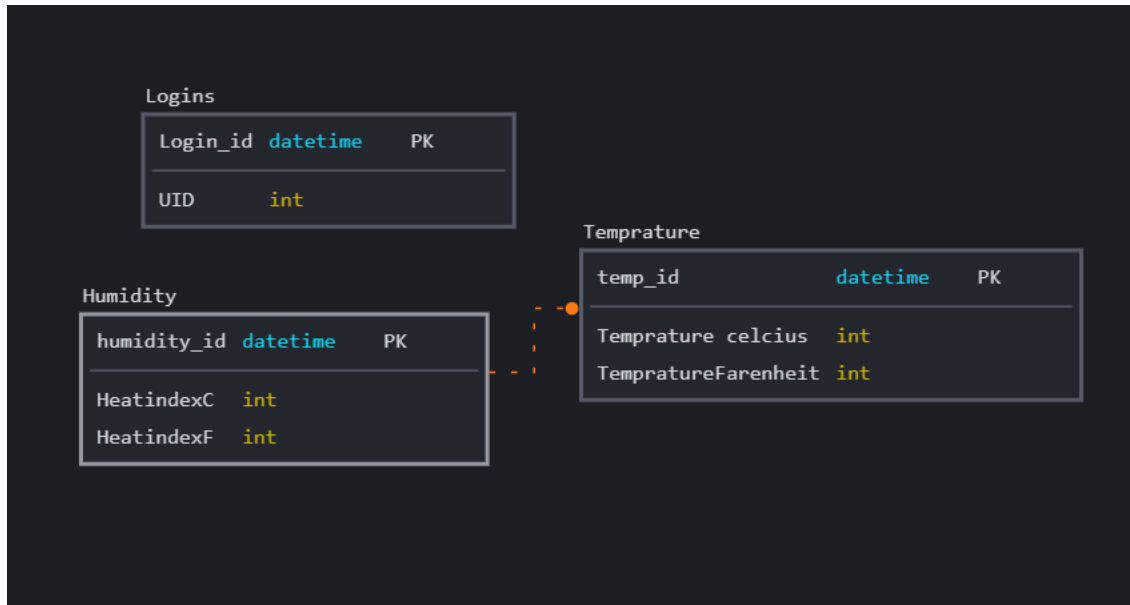 Logins
Login_id datetime PK
UID int
Humidity
humidity_id datetime PK
HeatindexC int
HeatindexF int
Temprature
temp_id datetime PK
Temprature celcius int
TempratureFarenheit int